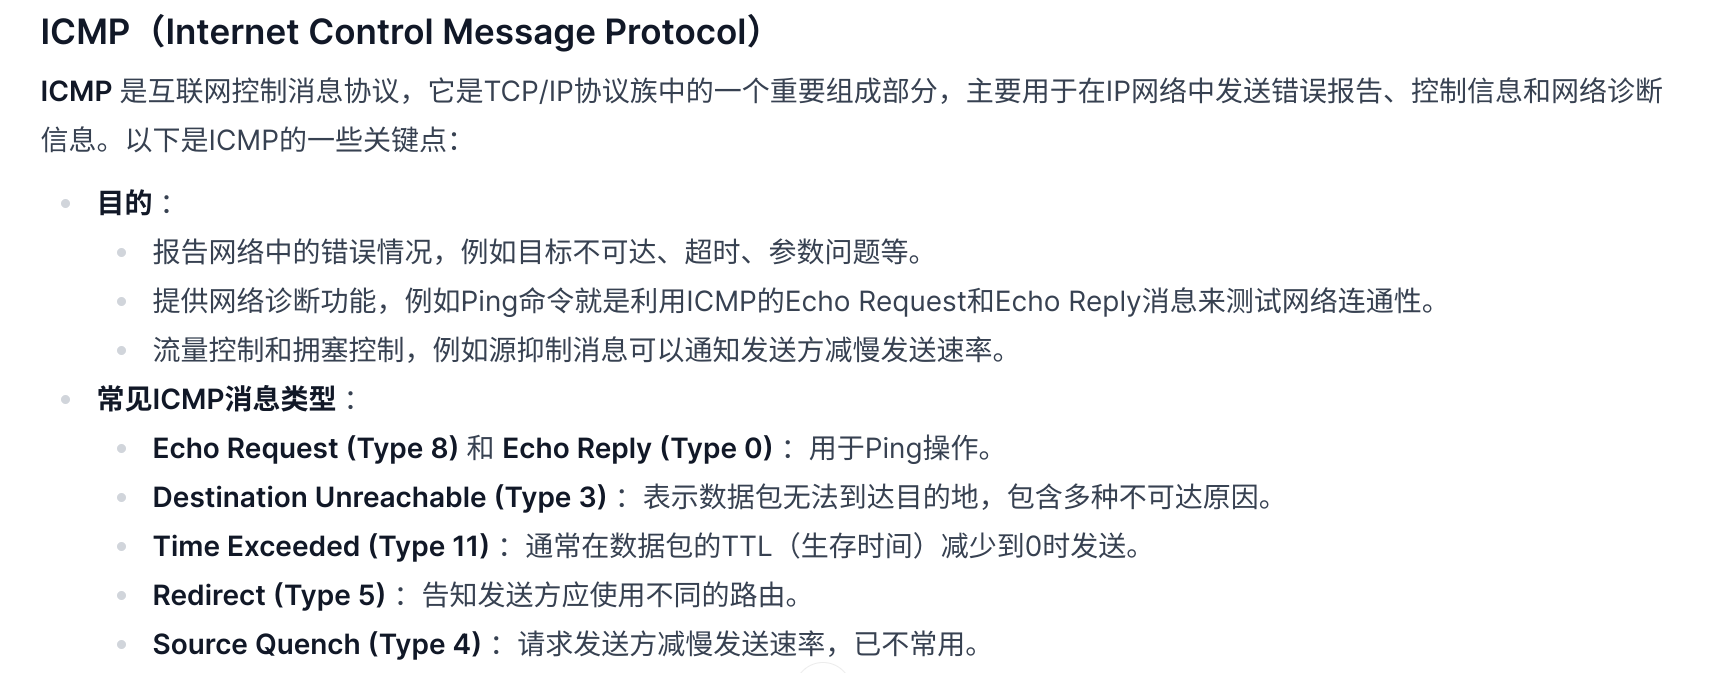 ICMP（Internet Control Message Protocol）
ICMP 是互联网控制消息协议，它是TCP/IP协议族中的一个重要组成部分，主要用于在IP网络中发送错误报告、控制信息和网络诊断
信息。以下是ICMP的一些关键点：
目的：
报告网络中的错误情况，例如目标不可达、超时、参数问题等。
提供网络诊断功能，例如Ping命令就是利用ICMP的Echo Request和Echo Reply消息来测试网络连通性。
流量控制和拥塞控制，例如源抑制消息可以通知发送方减慢发送速率。
常见ICMP消息类型：
Echo Request (Type 8) 和 Echo Reply (Type 0)：用于Ping操作。
Destination Unreachable (Type 3)：表示数据包无法到达目的地，包含多种不可达原因。
Time Exceeded (Type 11)：通常在数据包的TTL（生存时间）减少到0时发送。
Redirect (Type 5)：告知发送方应使用不同的路由。
Source Quench (Type 4)：请求发送方减慢发送速率，已不常用。